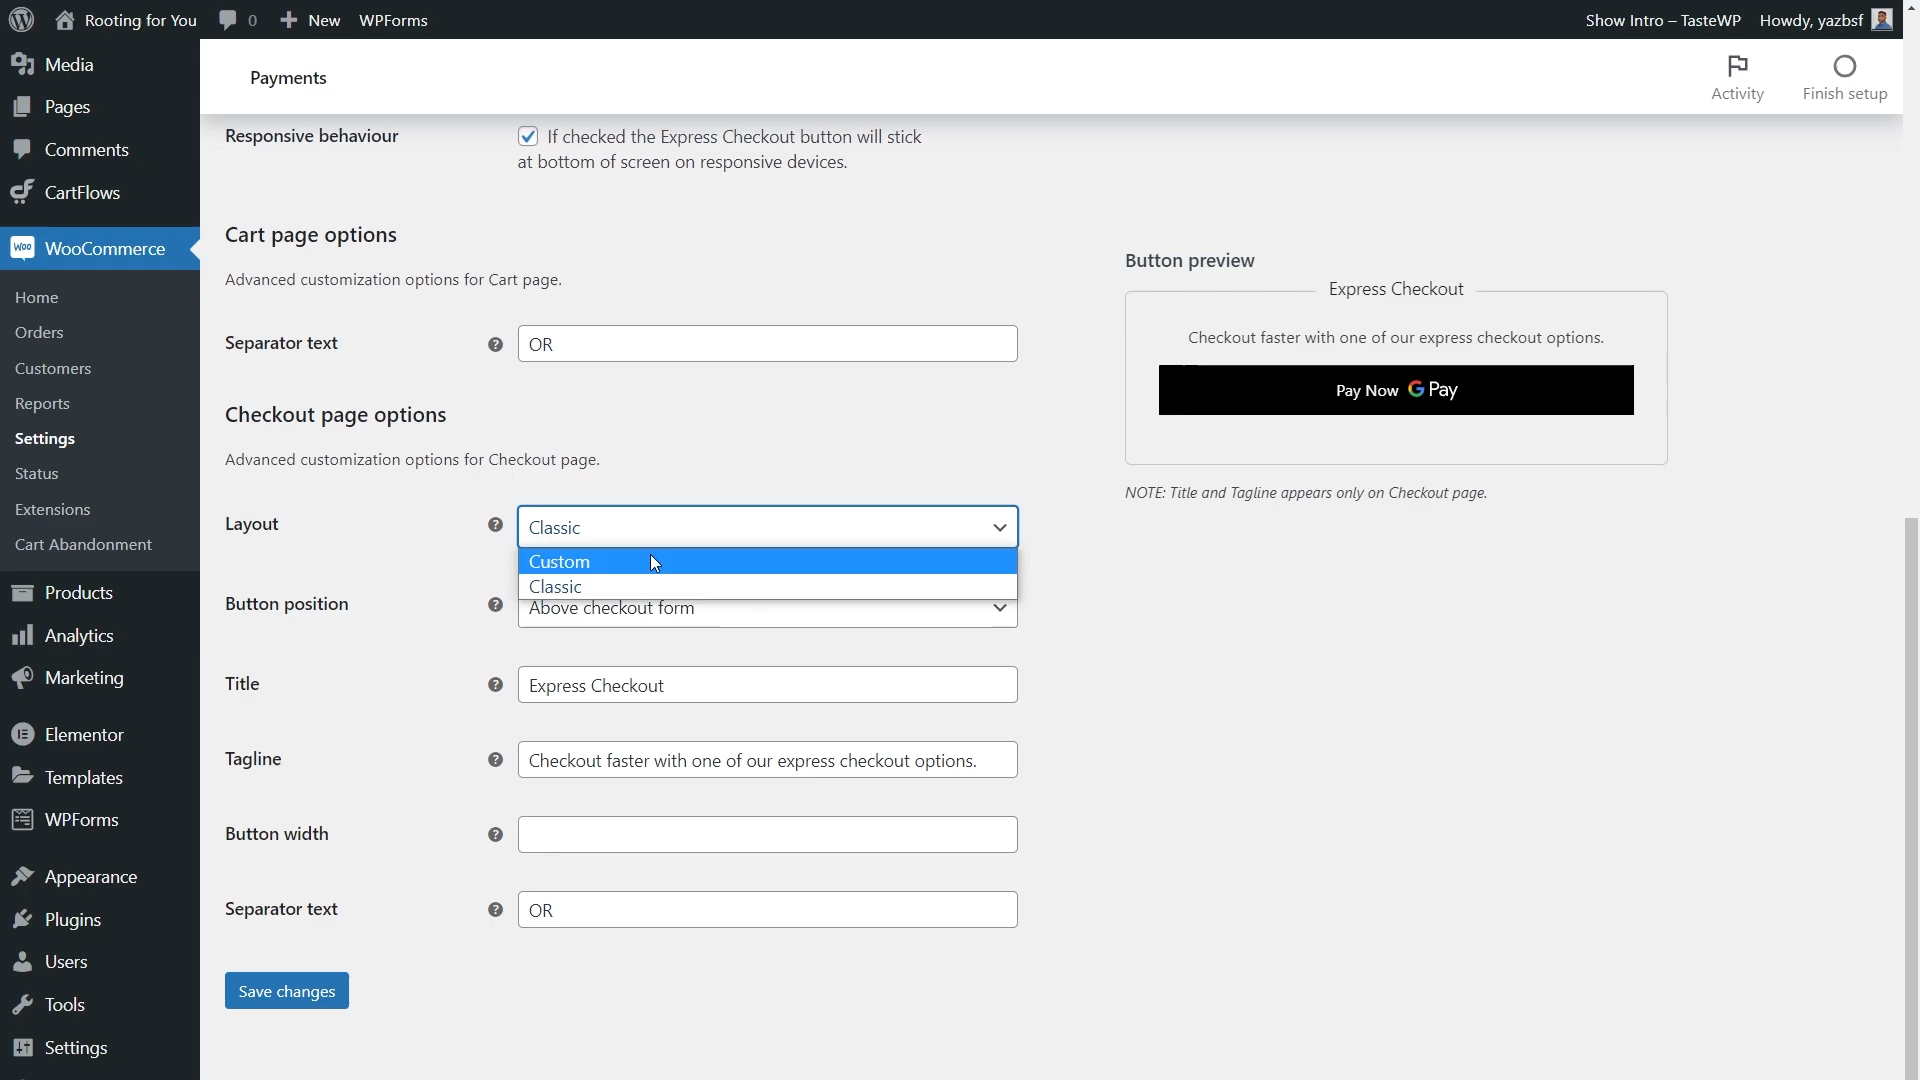 Rooting for You
0
New
WPForms
Show Intro – TasteWP
Howdy, yazbsf
Media
Pages
Comments
CartFlows
Woo
WooCommerce
Home
Orders
Customers
Reports
Settings
Status
Extensions
Cart Abandonment
Products
Analytics
Marketing
Elementor
Templates
WPForms
Appearance
Plugins
Users
Tools
Settings
Payments
Activity
Finish setup
Responsive behaviour
If checked the Express Checkout button will stick
at bottom of screen on responsive devices.
Cart page options
Advanced customization options for Cart page.
Separator text
OR
Checkout page options
Advanced customization options for Checkout page.
Layout
Classic
Custom
Classic
Button position
Above checkout form
Title
Express Checkout
Tagline
Checkout faster with one of our express checkout options.
Button width
Separator text
OR
Save changes
Button preview
Express Checkout
Checkout faster with one of our express checkout options.
Pay Now G Pay
NOTE: Title and Tagline appears only on Checkout page.